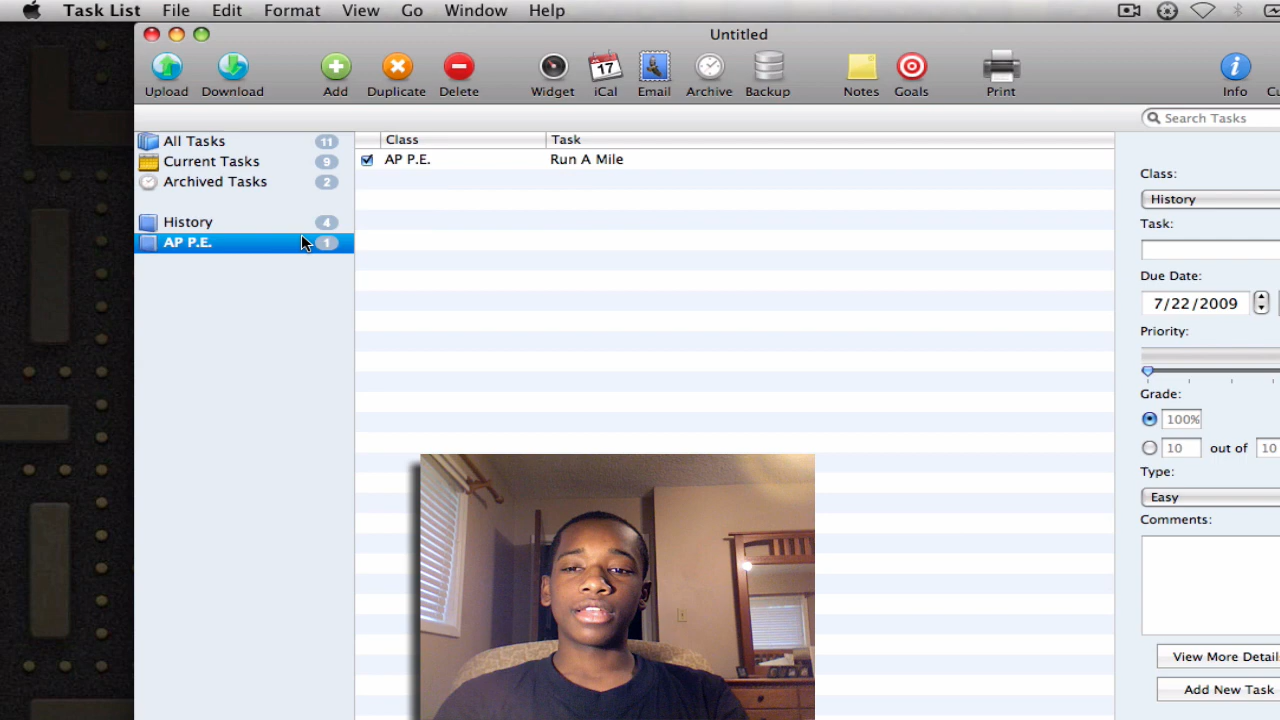 Task List File Edit Format View Go Window Help
Untitled
17
Upload Download Add Duplicate Delete Widget iCal Email Archive Backup Notes Goals Print Info
Search Tasks
All Tasks 11
Current Tasks 9
Archived Tasks 2
History 4
AP P.E. 1
Class Task
AP P.E. Run A Mile
Class:
History
Task:
Due Date:
7/22/2009
Priority:
Grade:
100%
10 out of 10
Type:
Easy
Comments:
View More Detail
Add New Task